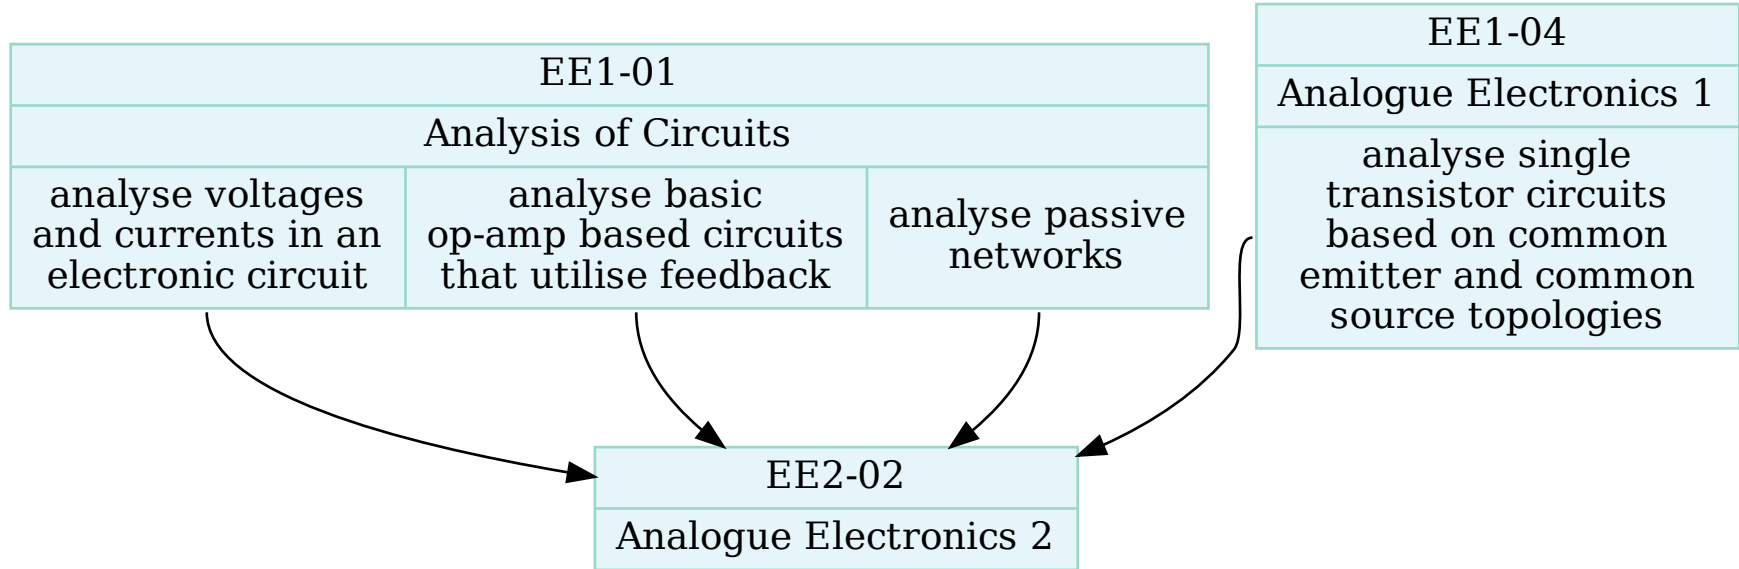 EE1-01
Analysis of Circuits
analyse voltages
and currents in an
electronic circuit
analyse basic
op-amp based circuits
that utilise feedback
analyse passive
networks
EE1-04
Analogue Electronics 1
analyse single
transistor circuits
based on common
emitter and common
source topologies
EE2-02
Analogue Electronics 2